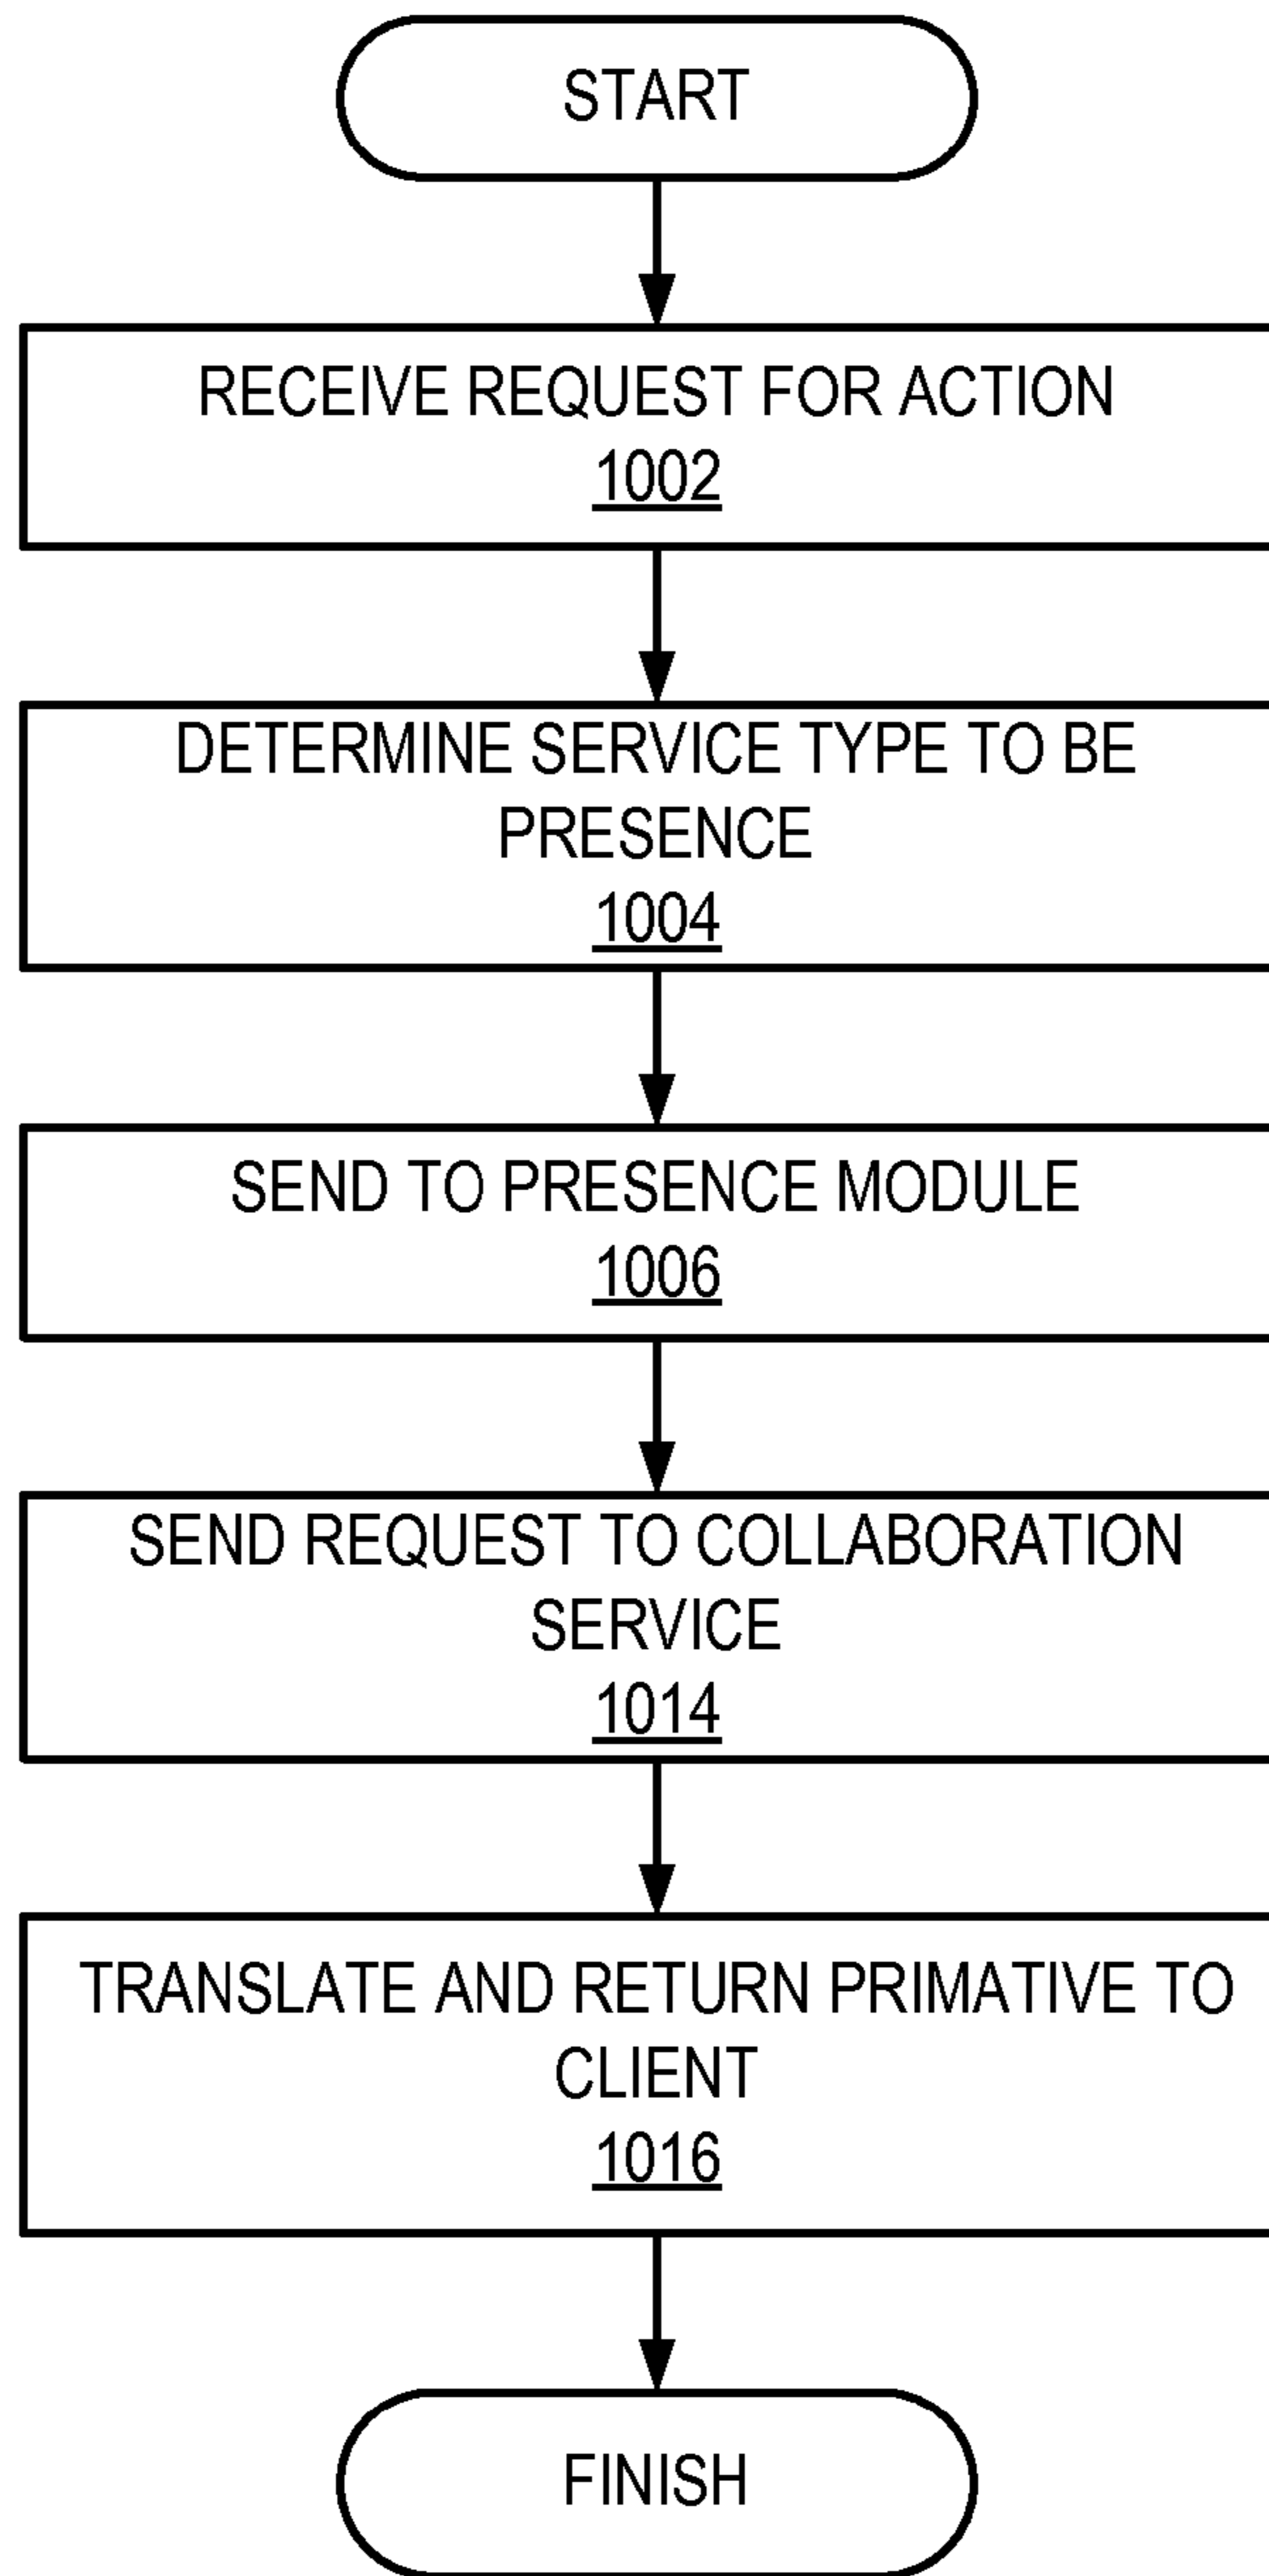 START
RECEIVE REQUEST FOR ACTION
1002
DETERMINE SERVICE TYPE TO BE
PRESENCE
1004
SEND TO PRESENCE MODULE
1006
SEND REQUEST TO COLLABORATION
SERVICE
1014
TRANSLATE AND RETURN PRIMATIVE TO
CLIENT
1016
FINISH